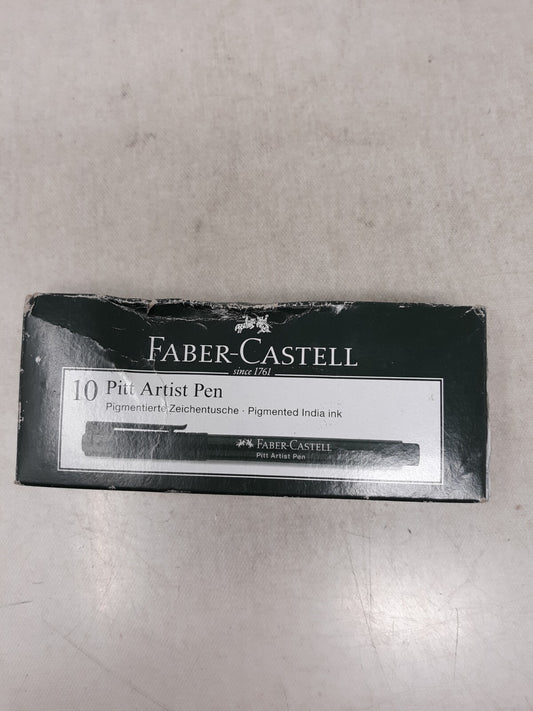 FABER-CASTELL
since 1761
10 Pitt Artist Pen
Pigmentierte Zeichentusche · Pigmented India ink
FABER-CASTELL
Pitt Artist Pen